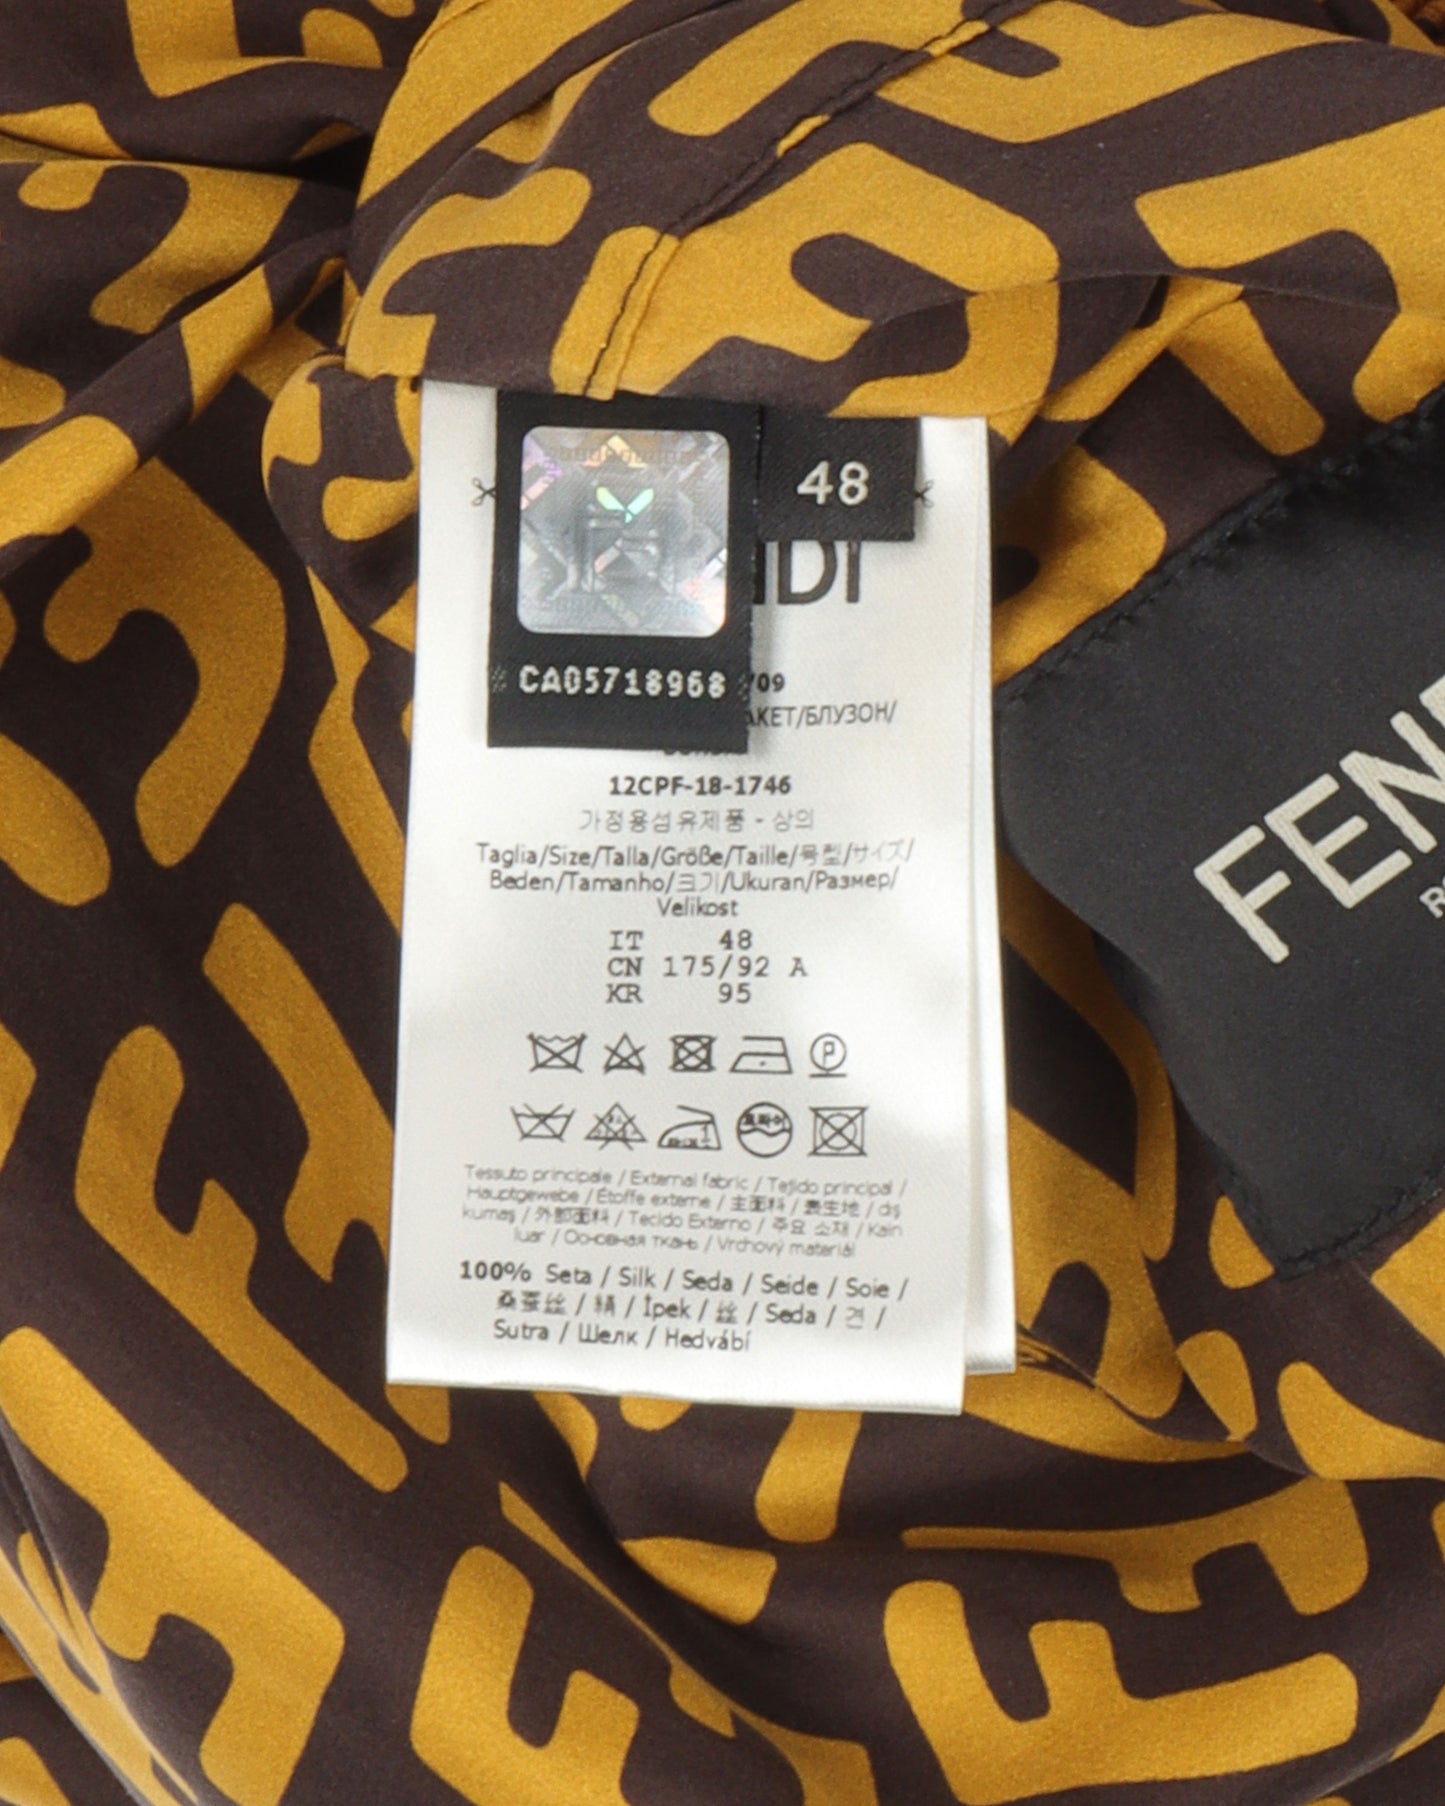 48
NDI
CA05718968
/09
АКЕТ/БЛУЗОН/
12CPF-18-1746
가정용섬유제품 - 상의
Taglia/Size/Talla/Größe/Taille/号型/サイズ/
Beden/Tamanho/크기/Ukuran/Размер/
Velikost
IT 48
CN 175/92 A
KR 95
P
Tessuto principale / External fabric / Tejido principal /
Hauptgewebe / Étoffe externe / 主面料 / 表生地 / dış
kumaş / 外部面料 / Tecido Externo / 주요 소재 / Kain
luar / Основная ткань / Vrchový materiál
100% Seta / Silk / Seda / Seide / Soie /
桑蚕丝 / 絹 / İpek / 丝 / Seda / 견 /
Sutra / Шелк / Hedvábí
FEND